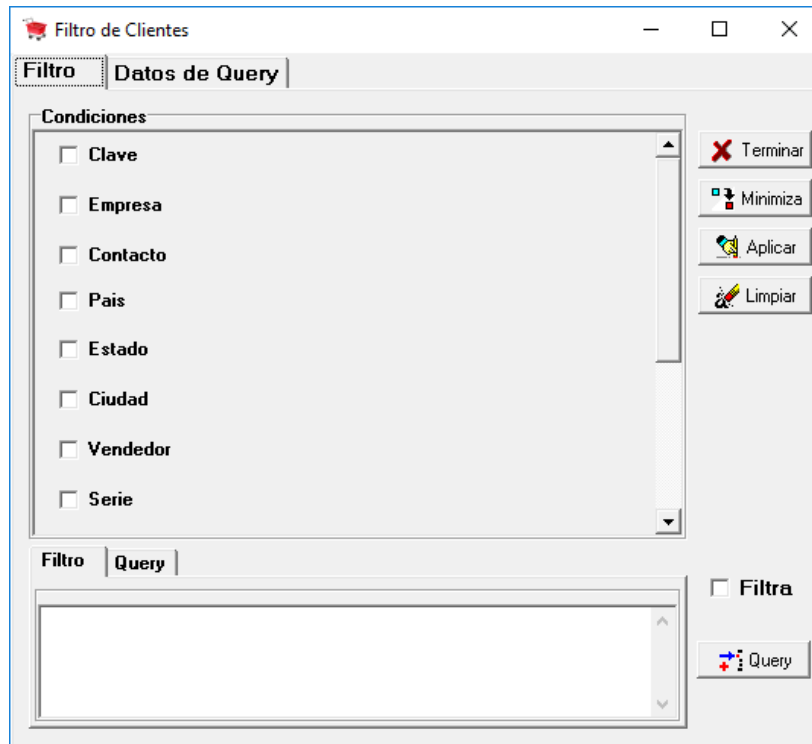 Filtro de Clientes
Filtro
Datos de Query
Condiciones
Clave
Empresa
Contacto
Pais
Estado
Ciudad
Vendedor
Serie
Terminar
Minimiza
Aplicar
Limpiar
Filtro
Query
Filtra
Query